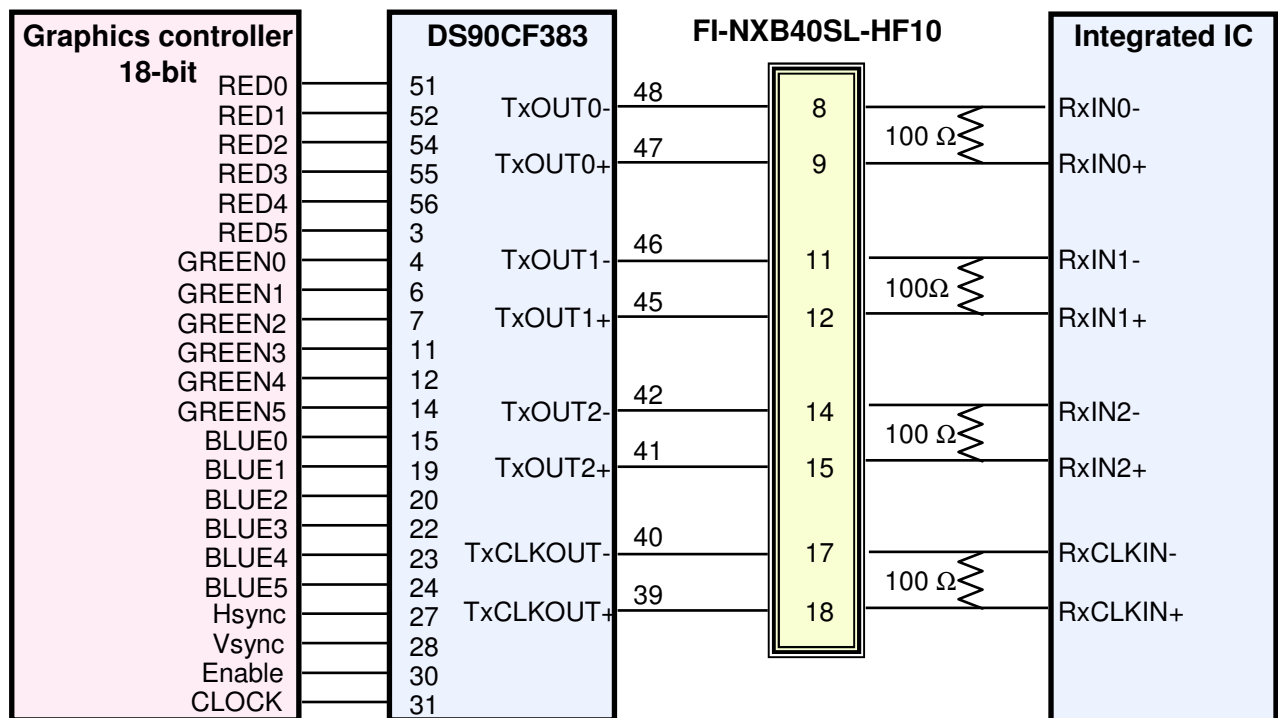 Graphics controller
18-bit
RED0
RED1
RED2
RED3
RED4
RED5
GREEN0
GREEN1
GREEN2
GREEN3
GREEN4
GREEN5
BLUE0
BLUE1
BLUE2
BLUE3
BLUE4
BLUE5
Hsync
Vsync
Enable
CLOCK
DS90CF383
51
52
54
55
56
3
4
6
7
11
12
14
15
19
20
22
23
24
27
28
30
31
TxOUT0-
TxOUT0+
TxOUT1-
TxOUT1+
TxOUT2-
TxOUT2+
TxCLKOUT-
TxCLKOUT+
48
47
46
45
42
41
40
39
FI-NXB40SL-HF10
8
9
11
12
14
15
17
18
100 Ω
100Ω
100 Ω
100 Ω
Integrated IC
RxIN0-
RxIN0+
RxIN1-
RxIN1+
RxIN2-
RxIN2+
RxCLKIN-
RxCLKIN+